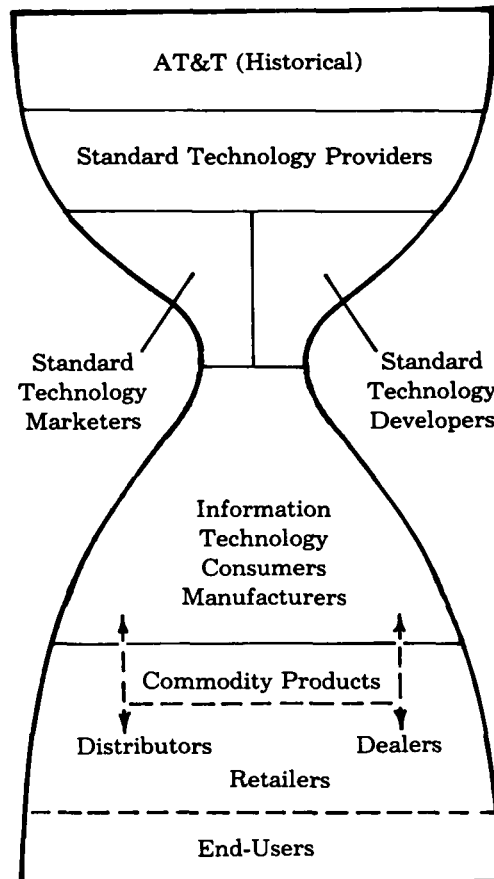 AT&T (Historical)
Standard Technology Providers
Standard
Technology
Marketers
Standard
Technology
Developers
Information
Technology
Consumers
Manufacturers
Commodity Products
Distributors
Dealers
Retailers
End-Users